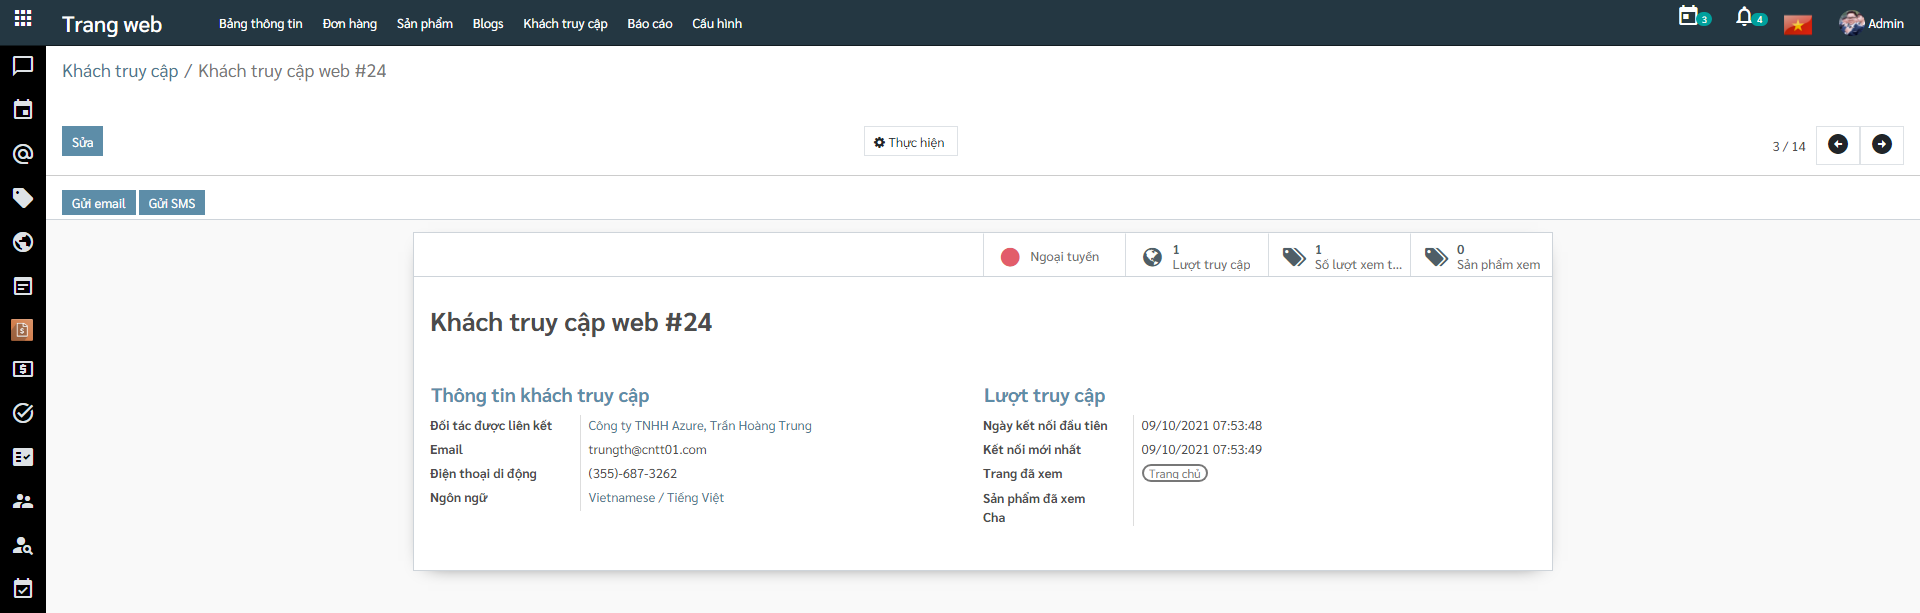 Trang web Bảng thông tin Đơn hàng Sản phẩm Blogs Khách truy cập Báo cáo Cấu hình 3 4 Admin
Khách truy cập / Khách truy cập web #24
Sửa Thực hiện 3 / 14
Gửi email Gửi SMS
Ngoại tuyến 1 Lượt truy cập 1 Số lượt xem t... 0 Sản phẩm xem
Khách truy cập web #24
Thông tin khách truy cập
Đối tác được liên kết Công ty TNHH Azure, Trần Hoàng Trung
Email trungth@cntt01.com
Điện thoại di động (355)-687-3262
Ngôn ngữ Vietnamese / Tiếng Việt
Lượt truy cập
Ngày kết nối đầu tiên 09/10/2021 07:53:48
Kết nối mới nhất 09/10/2021 07:53:49
Trang đã xem Trang chủ
Sản phẩm đã xem
Cha